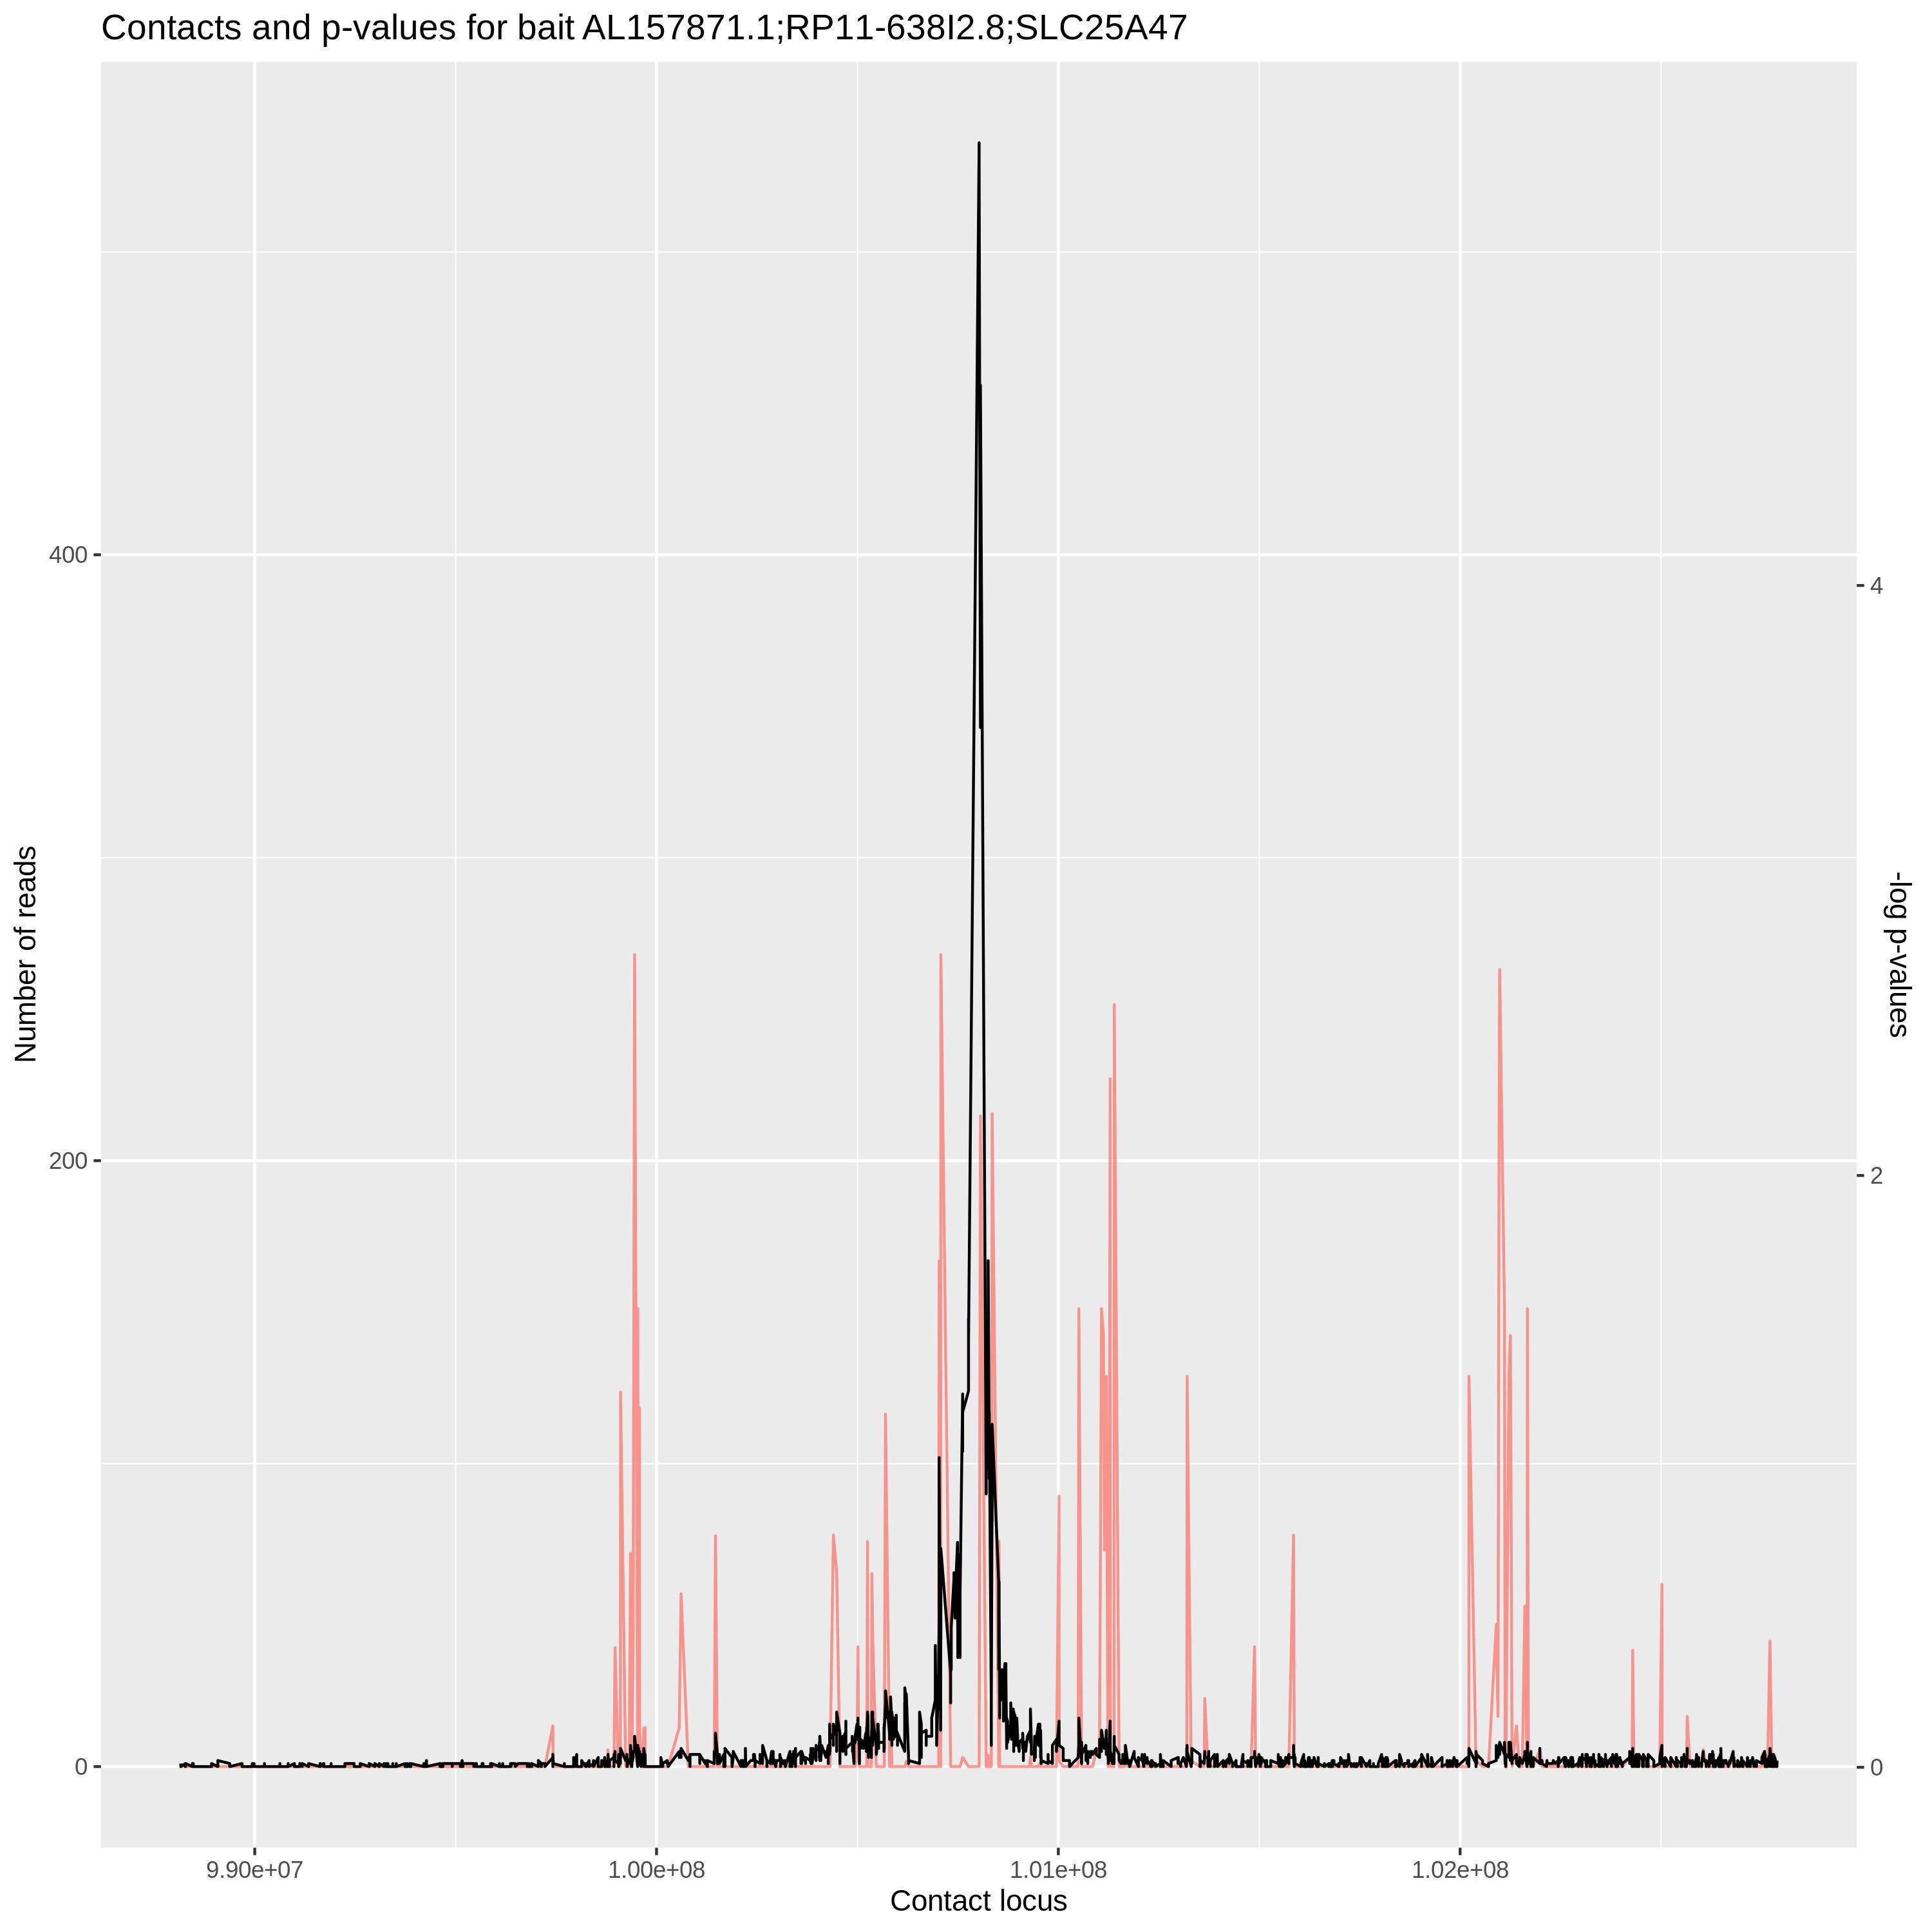 Contacts and p-values for bait AL157871.1;RP11-638I2.8;SLC25A47
Number of reads
400
200
0
4
2
0
-log p-values
9.90e+07
1.00e+08
1.01e+08
1.02e+08
Contact locus